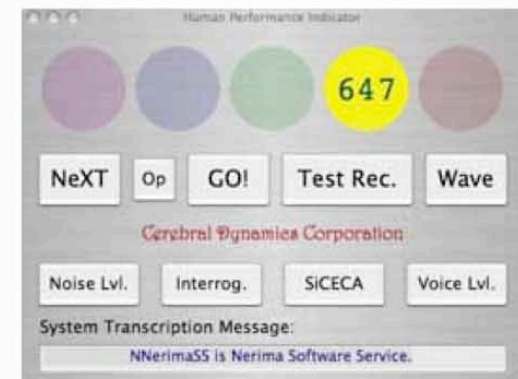 Human Performance Indicator
647
NeXT Op GO! Test Rec. Wave
Cerebral Dynamics Corporation
Noise Lvl. Interrog. SiCECA Voice Lvl.
System Transcription Message:
NNerimaSS is Nerima Software Service.